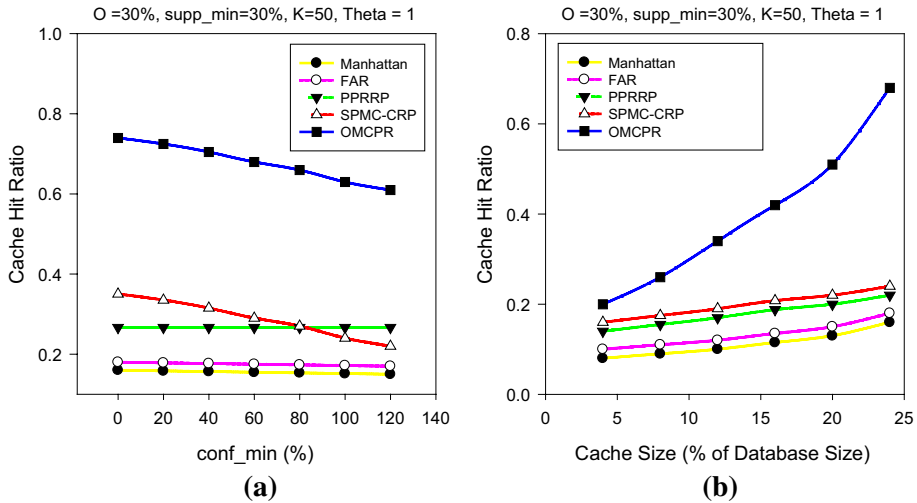 O =30%, supp_min=30%, K=50, Theta = 1
Cache Hit Ratio
1.0
0.8
0.6
0.4
0.2
Manhattan
FAR
PPRRP
SPMC-CRP
OMCPR
0 20 40 60 80 100 120 140
conf_min (%)
(a)
O =30%, supp_min=30%, K=50, Theta = 1
Cache Hit Ratio
0.8
0.6
0.4
0.2
0.0
Manhattan
FAR
PPRRP
SPMC-CRP
OMCPR
0 5 10 15 20 25
Cache Size (% of Database Size)
(b)